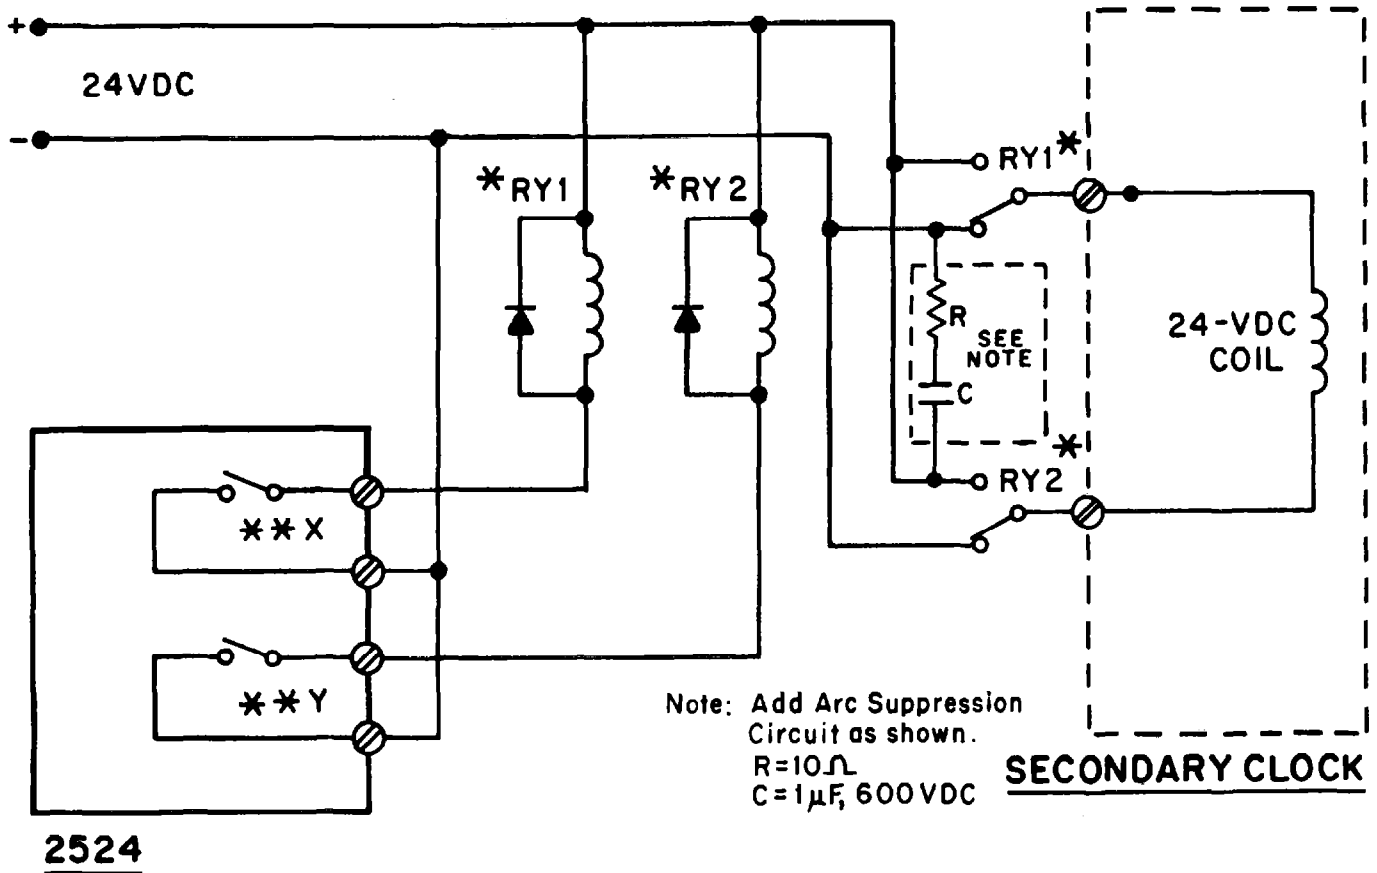 +
24VDC
-
*RY1
*RY2
RY1*
R
SEE
NOTE
C
*
RY2
24-VDC
COIL
**X
**Y
Note: Add Arc Suppression
Circuit as shown.
R=10Ω
C=1µF, 600VDC
SECONDARY CLOCK
2524